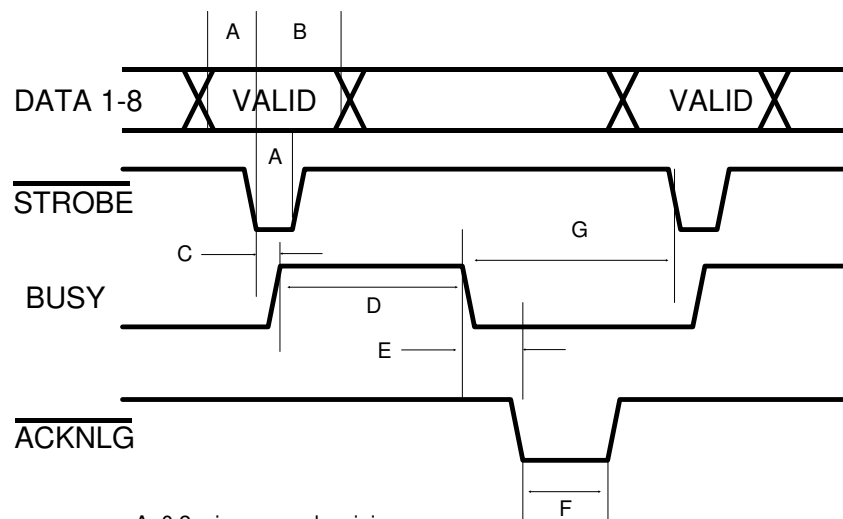 A B
DATA 1-8 VALID VALID
A
STROBE
G
C
BUSY
D
E
ACKNLG
F